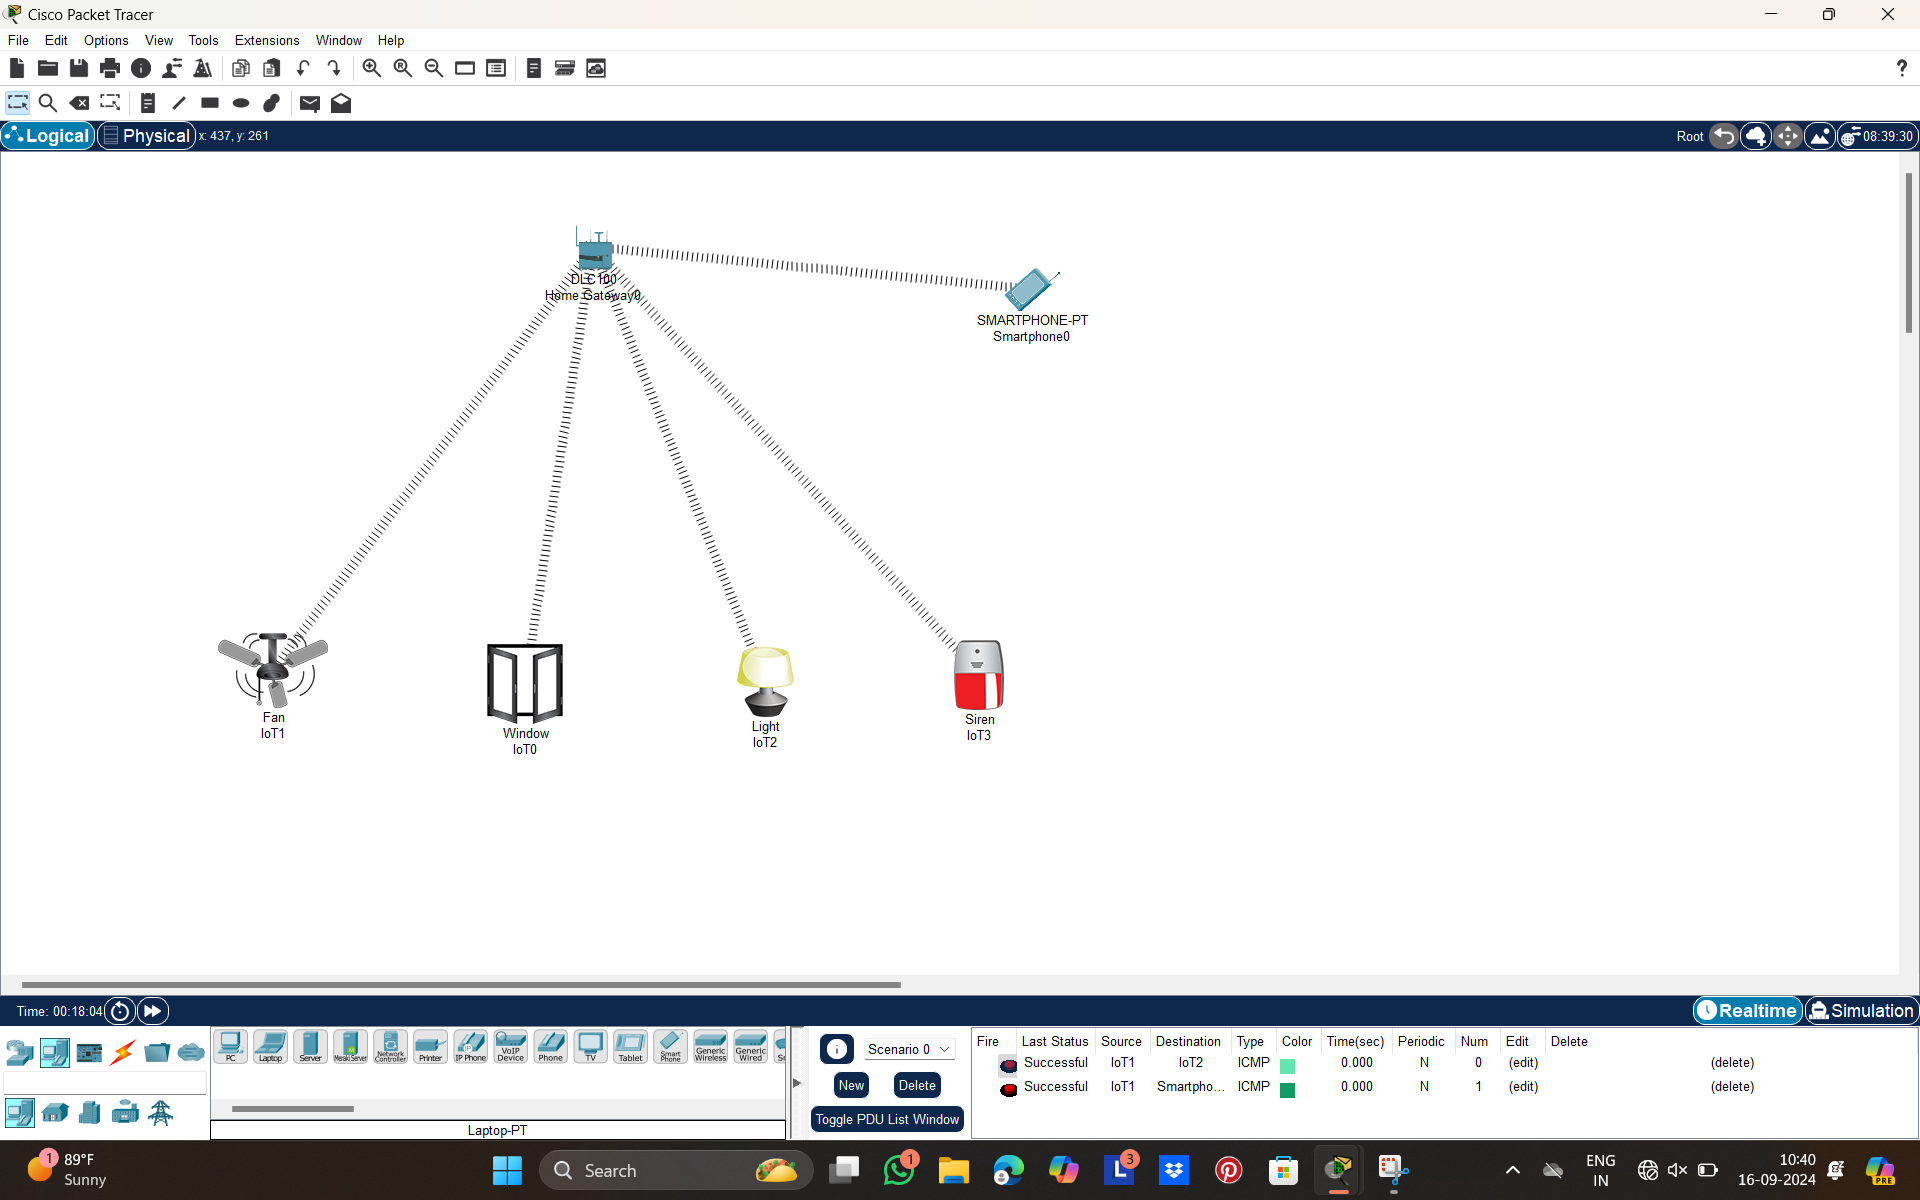 Cisco Packet Tracer
File Edit Options View Tools Extensions Window Help
?
Logical Physical x: 437, y: 261 Root 08:39:30
DLC100
Home Gateway0
SMARTPHONE-PT
Smartphone0
Fan
IoT1
Window
IoT0
Light
IoT2
Siren
IoT3
Time: 00:18:04 Realtime Simulation
PC Laptop Server Meraki Server Network Controller Printer IP Phone VoIP Device Phone TV Tablet Smart Phone Generic Wireless Generic Wired
Laptop-PT
Scenario 0
New Delete
Toggle PDU List Window
Fire Last Status Source Destination Type Color Time(sec) Periodic Num Edit Delete
Successful IoT1 IoT2 ICMP 0.000 N 0 (edit) (delete)
Successful IoT1 Smartpho... ICMP 0.000 N 1 (edit) (delete)
1
89°F
Sunny
Search
1
L 3
ENG
IN
10:40
16-09-2024
PRE